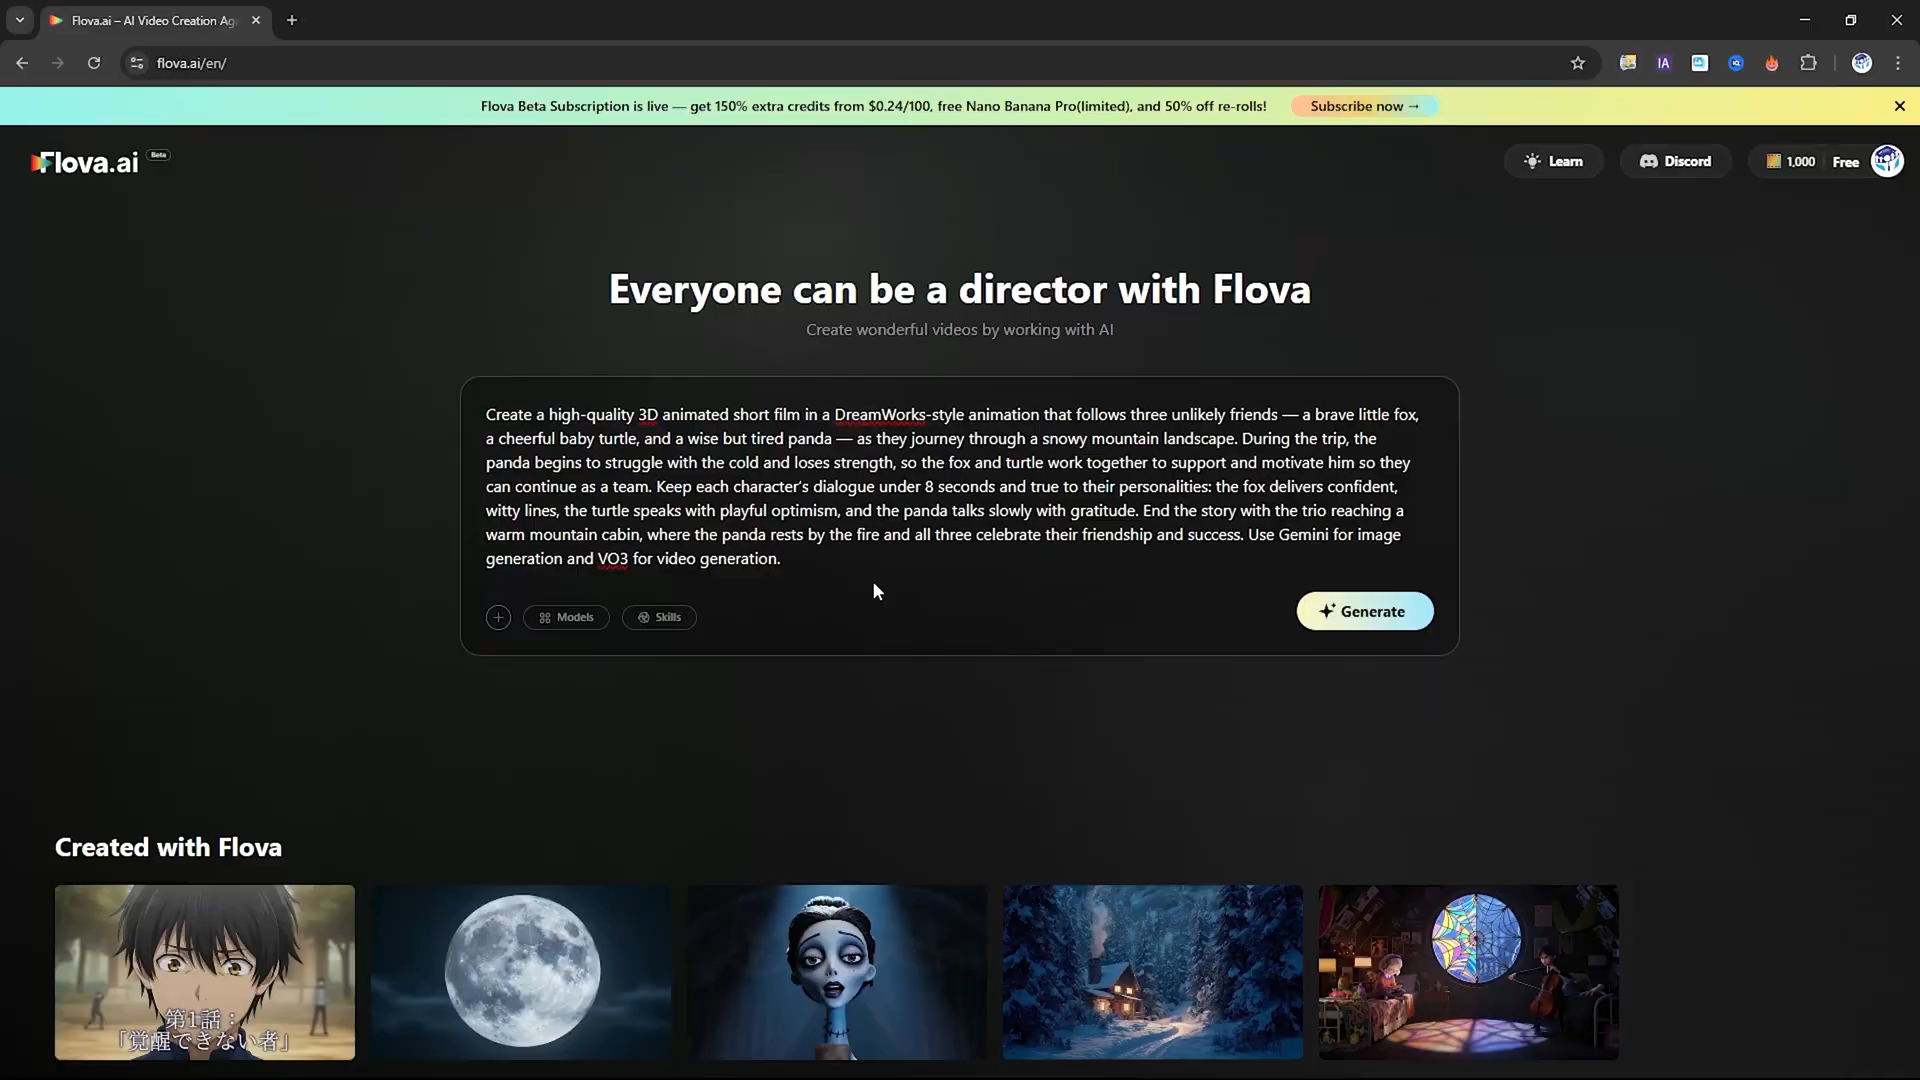 Flova.ai – AI Video Creation Ag
flova.ai/en/
Flova Beta Subscription is live — get 150% extra credits from $0.24/100, free Nano Banana Pro(limited), and 50% off re-rolls!
Subscribe now →
Flova.ai
Beta
Learn
Discord
1,000
Free
Everyone can be a director with Flova
Create wonderful videos by working with AI
Create a high-quality 3D animated short film in a DreamWorks-style animation that follows three unlikely friends — a brave little fox,
a cheerful baby turtle, and a wise but tired panda — as they journey through a snowy mountain landscape. During the trip, the
panda begins to struggle with the cold and loses strength, so the fox and turtle work together to support and motivate him so they
can continue as a team. Keep each character’s dialogue under 8 seconds and true to their personalities: the fox delivers confident,
witty lines, the turtle speaks with playful optimism, and the panda talks slowly with gratitude. End the story with the trio reaching a
warm mountain cabin, where the panda rests by the fire and all three celebrate their friendship and success. Use Gemini for image
generation and VO3 for video generation.
Models
Skills
Generate
Created with Flova
第1話：
「覚醒できない者」
IA